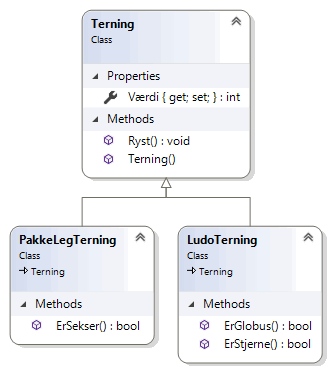 Terning
Class
Properties
Værdi { get; set; } : int
Methods
Ryst() : void
Terning()
PakkeLegTerning
Class
Terning
Methods
ErSekser() : bool
LudoTerning
Class
Terning
Methods
ErGlobus() : bool
ErStjerne() : bool